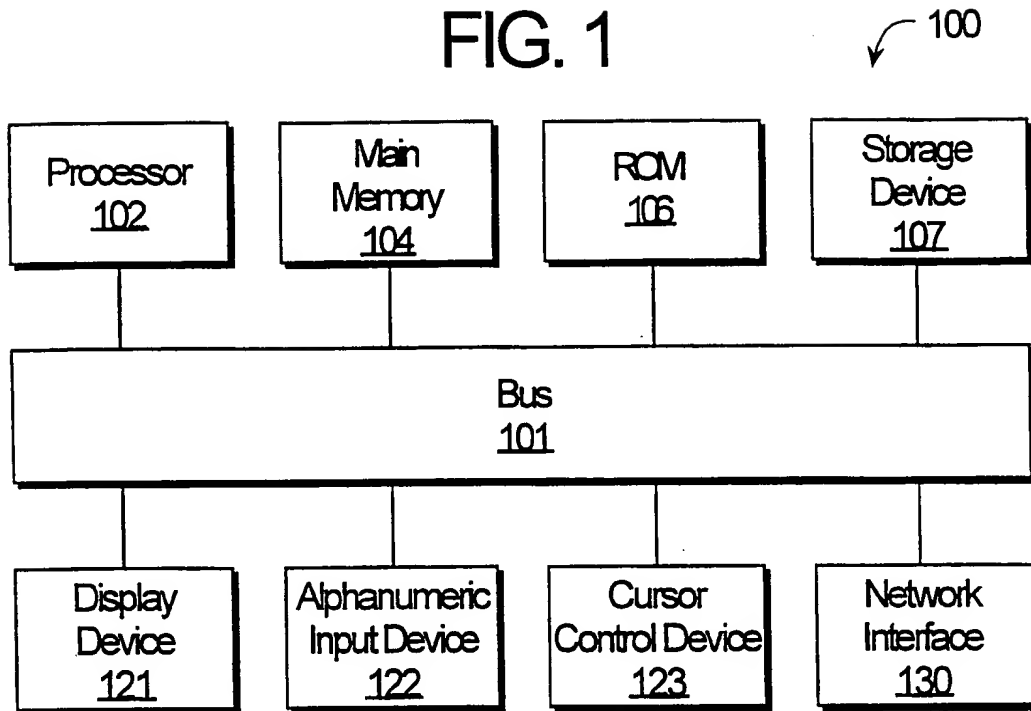 FIG. 1
100
Processor
102
Main
Memory
104
ROM
106
Storage
Device
107
Bus
101
Display
Device
121
Alphanumeric
Input Device
122
Cursor
Control Device
123
Network
Interface
130